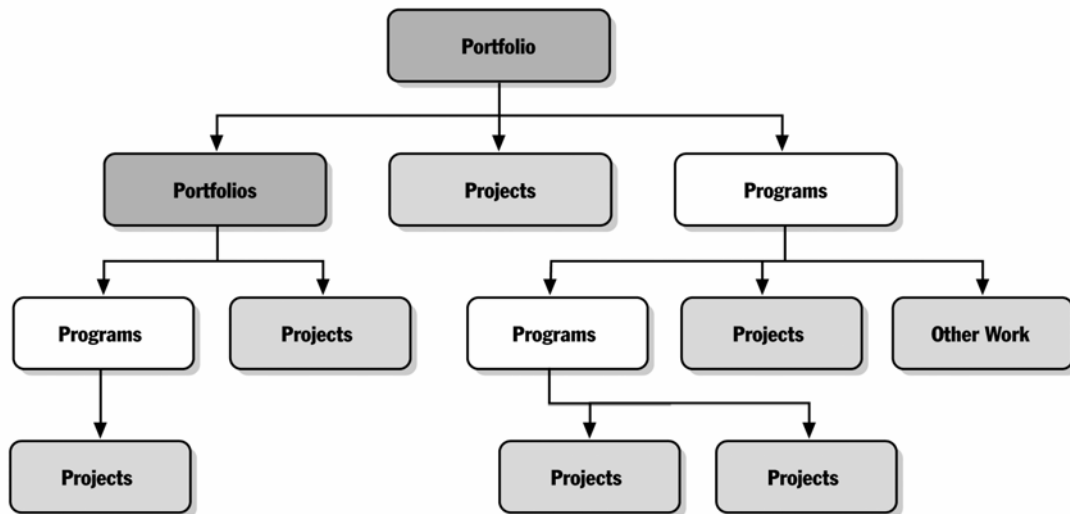 Portfolio
Portfolios
Projects
Programs
Programs
Projects
Programs
Projects
Other Work
Projects
Projects
Projects